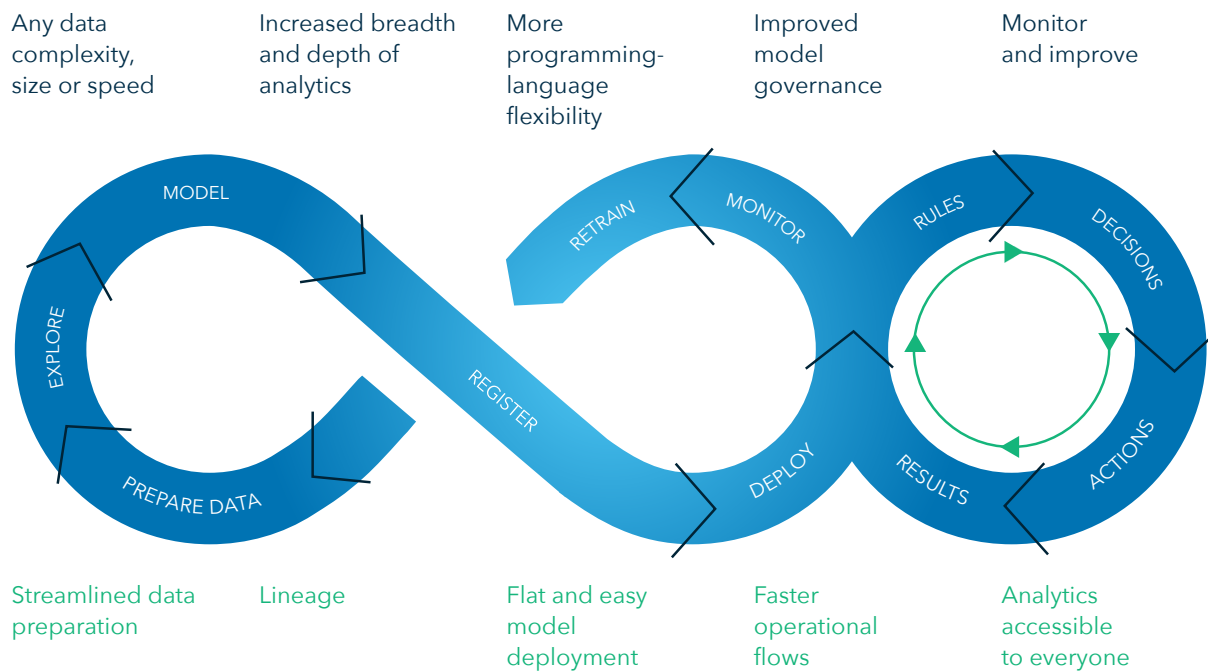 Any data
complexity,
size or speed
Increased breadth
and depth of
analytics
More
programming-
language
flexibility
Improved
model
governance
Monitor
and improve
MODEL
EXPLORE
PREPARE DATA
REGISTER
RETRAIN
MONITOR
DEPLOY
RULES
DECISIONS
ACTIONS
RESULTS
Streamlined data
preparation
Lineage
Flat and easy
model
deployment
Faster
operational
flows
Analytics
accessible
to everyone